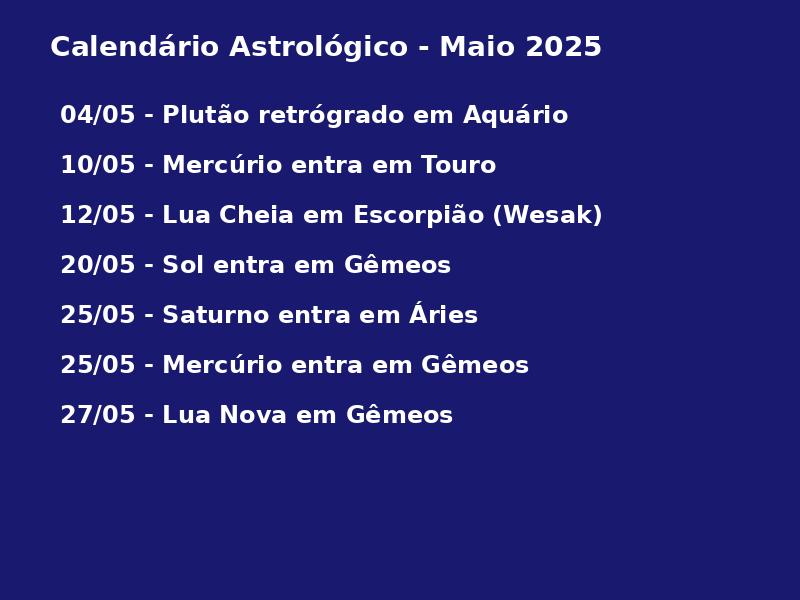 Calendário Astrológico - Maio 2025
04/05 - Plutão retrógrado em Aquário
10/05 - Mercúrio entra em Touro
12/05 - Lua Cheia em Escorpião (Wesak)
20/05 - Sol entra em Gêmeos
25/05 - Saturno entra em Áries
25/05 - Mercúrio entra em Gêmeos
27/05 - Lua Nova em Gêmeos